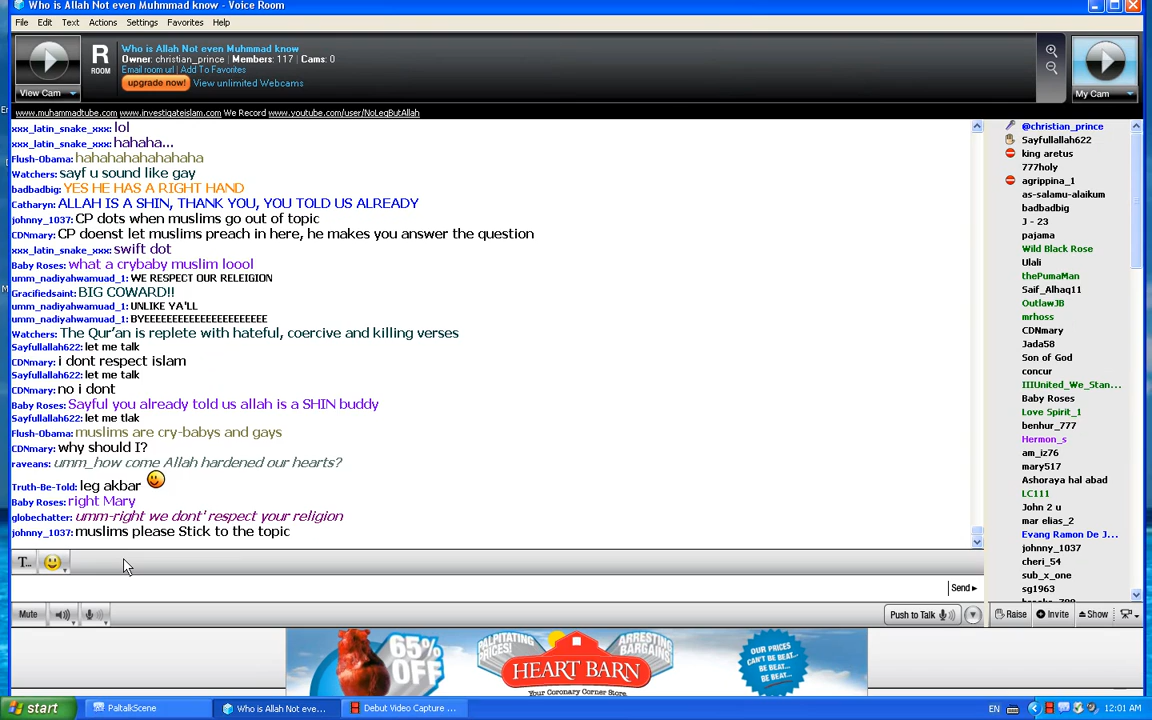 Who is Allah Not even Muhmmad know - Voice Room
File Edit Text Actions Settings Favorites Help
Who is Allah Not even Muhmmad know
Owner: christian_prince | Members: 117 | Cams: 0
Email room url | Add To Favorites
upgrade now! View unlimited Webcams
R
ROOM
View Cam
My Cam
www.muhammadtube.com www.investigateislam.com We Record www.youtube.com/user/NoLegButAllah
xxx_latin_snake_xxx: lol
xxx_latin_snake_xxx: hahaha...
Flush-Obama: hahahahahahahaha
Watchers: sayf u sound like gay
badbadbig: YES HE HAS A RIGHT HAND
Catharyn: ALLAH IS A SHIN, THANK YOU, YOU TOLD US ALREADY
johnny_1037: CP dots when muslims go out of topic
CDNmary: CP doenst let muslims preach in here, he makes you answer the question
xxx_latin_snake_xxx: swift dot
Baby Roses: what a crybaby muslim loool
umm_nadiyahwamuad_1: WE RESPECT OUR RELEIGION
Gracifiedsaint: BIG COWARD!!
umm_nadiyahwamuad_1: UNLIKE YA'LL
umm_nadiyahwamuad_1: BYEEEEEEEEEEEEEEEEEEEEEE
Watchers: The Qur'an is replete with hateful, coercive and killing verses
Sayfullallah622: let me talk
CDNmary: i dont respect islam
Sayfullallah622: let me talk
CDNmary: no i dont
Baby Roses: Sayful you already told us allah is a SHIN buddy
Sayfullallah622: let me tlak
Flush-Obama: muslims are cry-babys and gays
CDNmary: why should I?
raveans: umm_how come Allah hardened our hearts?
Truth-Be-Told: leg akbar
Baby Roses: right Mary
globechatter: umm-right we dont' respect your religion
johnny_1037: muslims please Stick to the topic
@christian_prince
Sayfullallah622
king aretus
777holy
agrippina_1
as-salamu-alaikum
badbadbig
J - 23
pajama
Wild Black Rose
Ulali
thePumaMan
Saif_Alhaq11
OutlawJB
mrhoss
CDNmary
Jada58
Son of God
concur
IIIUnited_We_Stan...
Baby Roses
Love Spirit_1
benhur_777
Hermon_s
am_iz76
mary517
Ashoraya hal abad
LC111
John 2 u
mar elias_2
Evang Ramon De J...
johnny_1037
cheri_54
sub_x_one
sg1963
T...
Send
Mute
Push to Talk
Raise Invite Show
65% OFF
PALPITATING PRICES!
ARRESTING BARGAINS!
HEART BARN
Your Coronary Corner Store.
OUR PRICES CAN'T BE BEAT... BE BEAT... BE BEAT...
start PaltalkScene Who is Allah Not eve... Debut Video Capture ... EN 12:01 AM